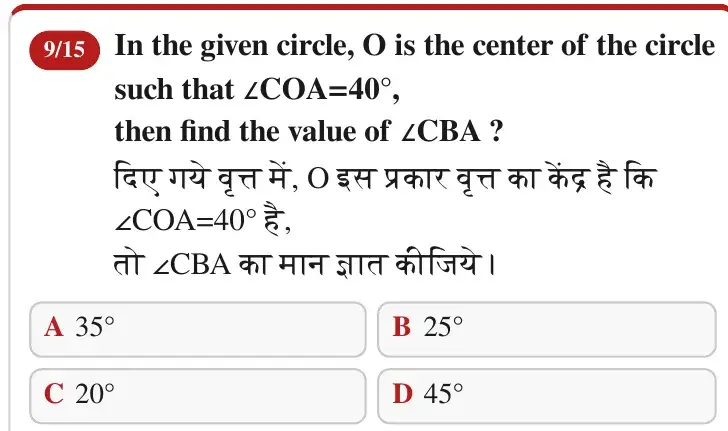 9/15 In the given circle, O is the center of the circle
such that ∠COA=40°,
then find the value of ∠CBA ?
दिए गये वृत्त में, O इस प्रकार वृत्त का केंद्र है कि
∠COA=40° है,
तो ∠CBA का मान ज्ञात कीजिये।
A 35°
B 25°
C 20°
D 45°